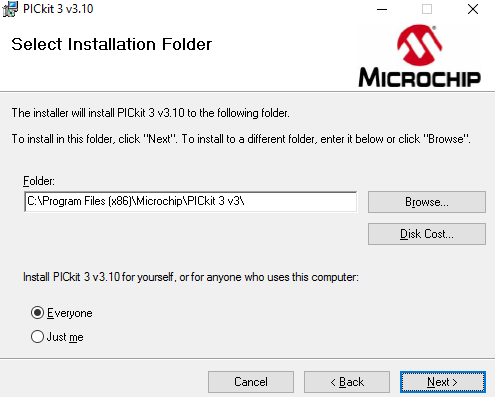 PICkit 3 v3.10
Select Installation Folder
MICROCHIP
The installer will install PICkit 3 v3.10 to the following folder.
To install in this folder, click "Next". To install to a different folder, enter it below or click "Browse".
Folder:
C:\Program Files (x86)\Microchip\PICkit 3 v3\
Browse...
Disk Cost...
Install PICkit 3 v3.10 for yourself, or for anyone who uses this computer:
Everyone
Just me
Cancel
< Back
Next >